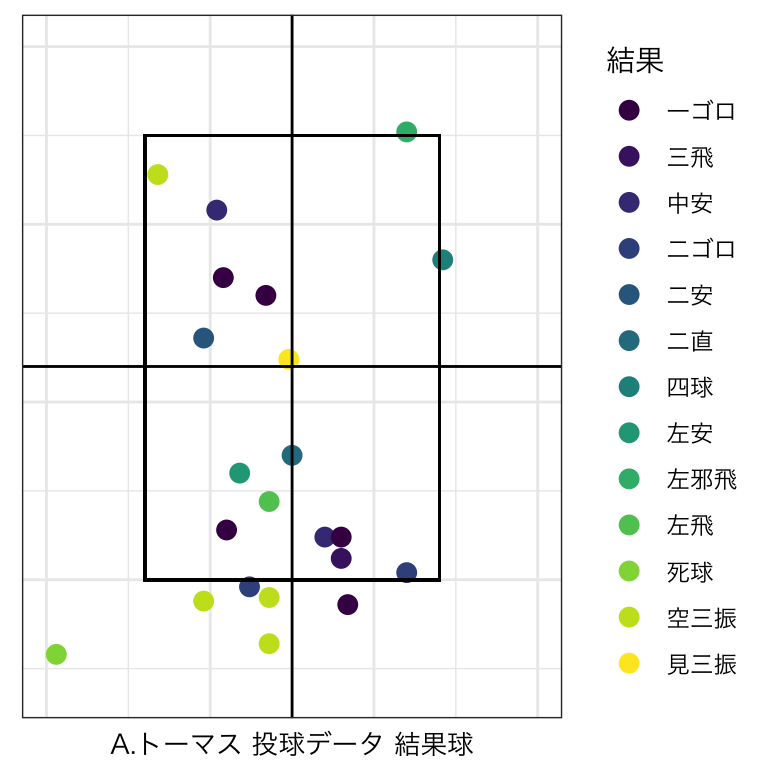 結果
一ゴロ
三飛
中安
二ゴロ
二安
二直
四球
左安
左邪飛
左飛
死球
空三振
見三振
A.トーマス 投球データ 結果球